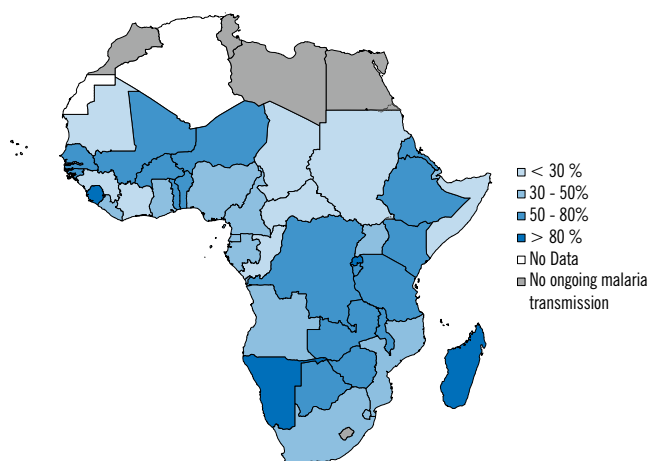 < 30 %
30 - 50%
50 - 80%
> 80 %
No Data
No ongoing malaria
transmission